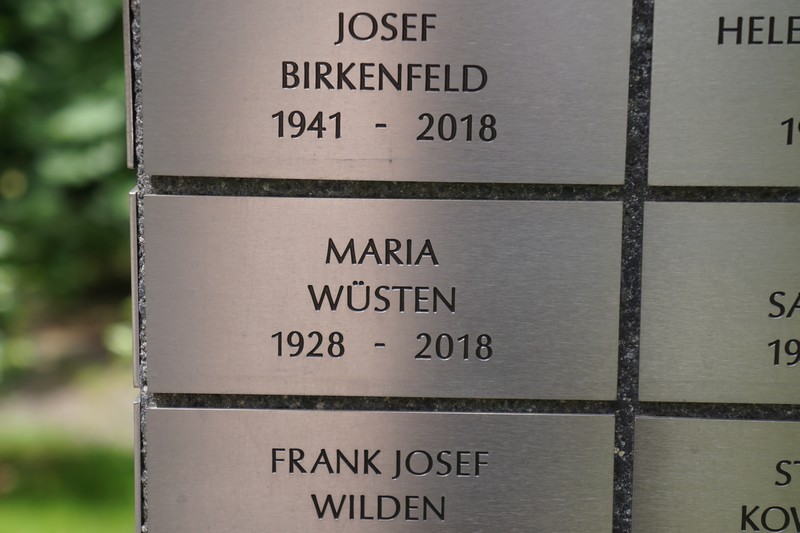 JOSEF
BIRKENFELD
1941 - 2018
MARIA
WÜSTEN
1928 - 2018
FRANK JOSEF
WILDEN